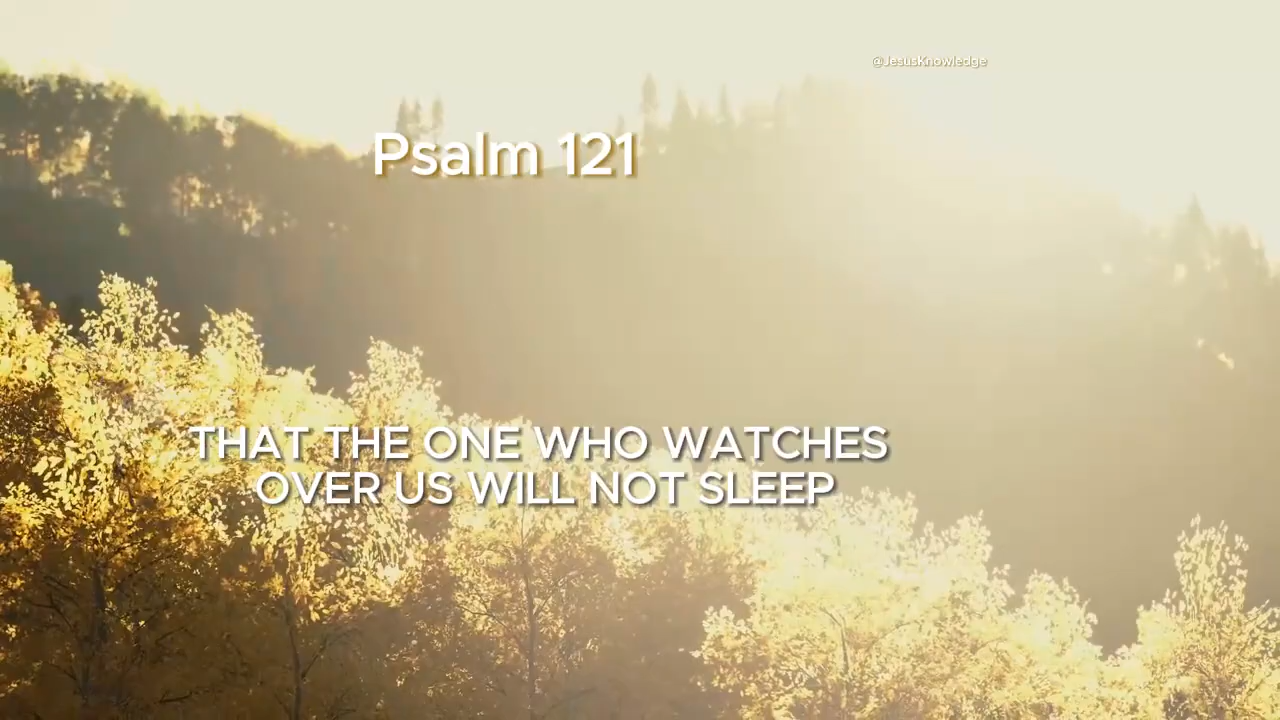 @JesusKnowledge
Psalm 121
THAT THE ONE WHO WATCHES
OVER US WILL NOT SLEEP